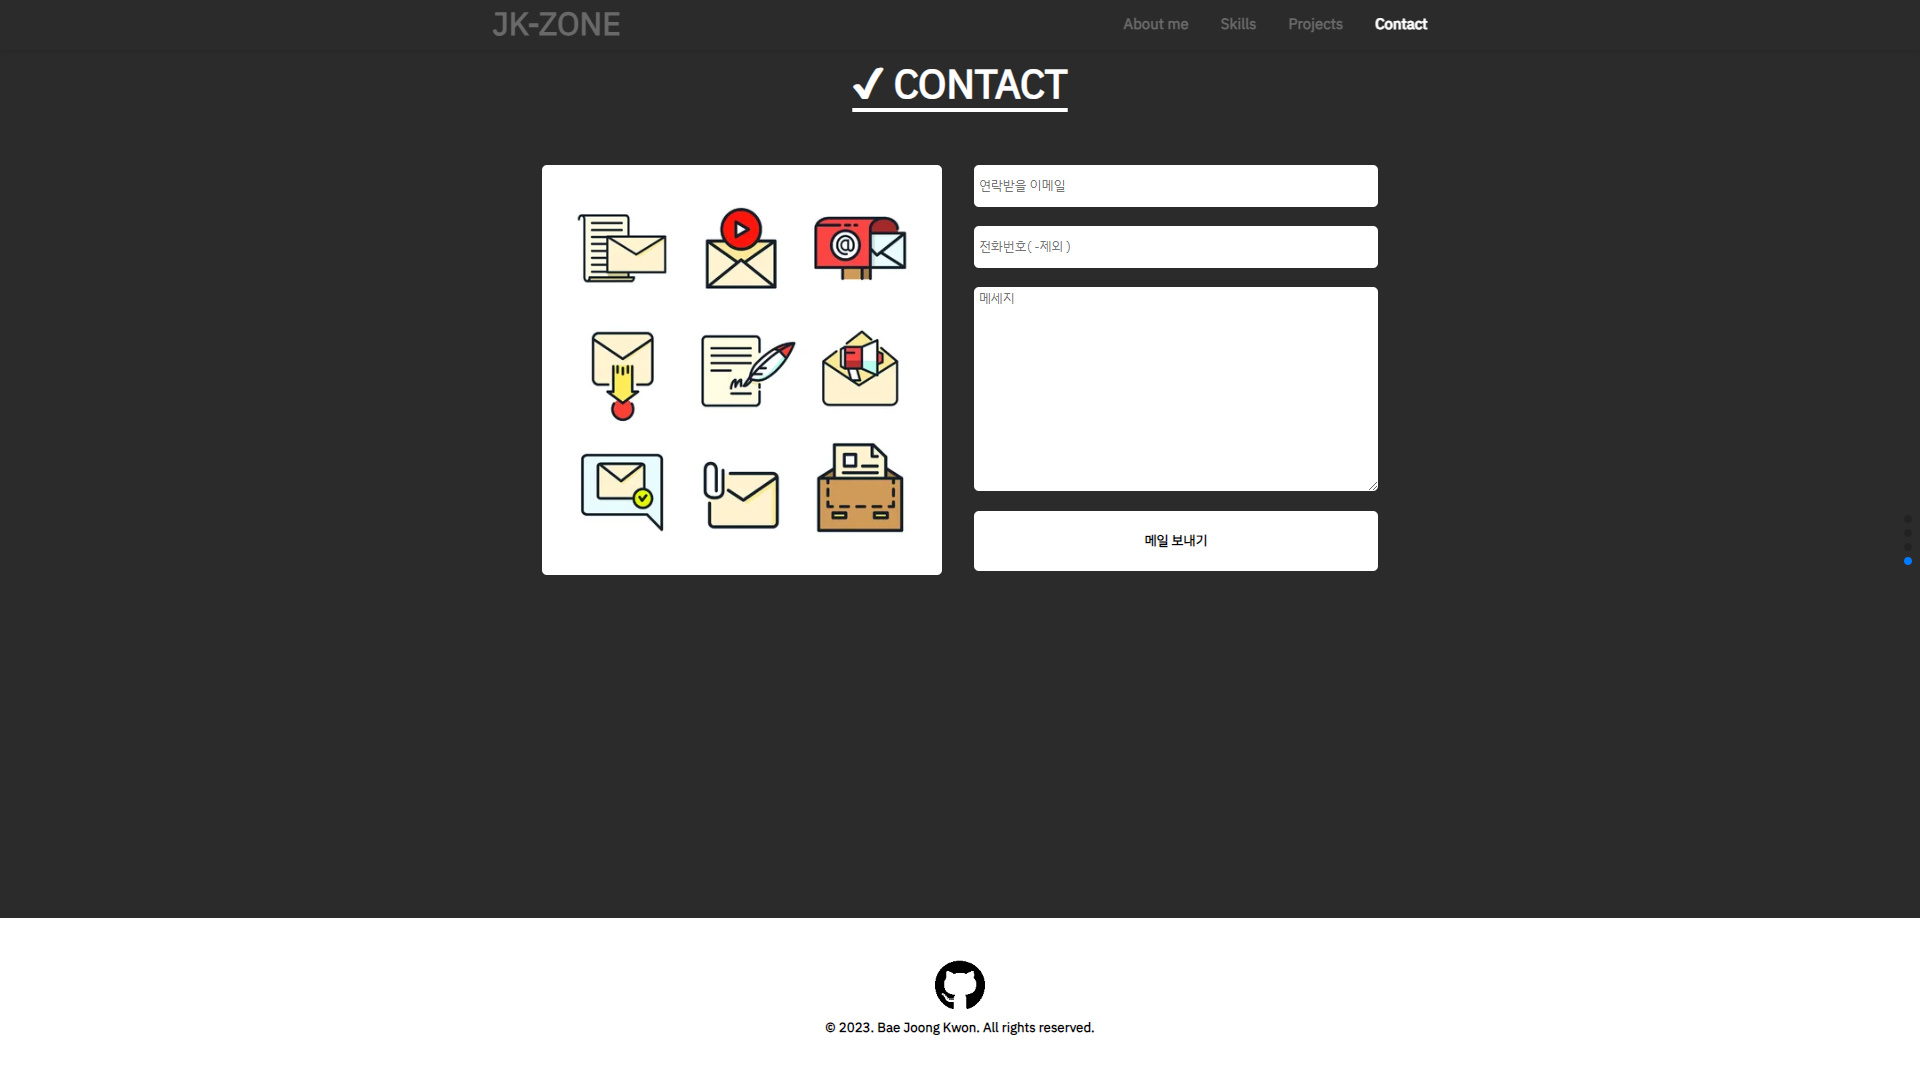 JK-ZONE
About me
Skills
Projects
Contact
✓ CONTACT
연락받을 이메일
전화번호( -제외 )
메세지
메일 보내기
© 2023. Bae Joong Kwon. All rights reserved.